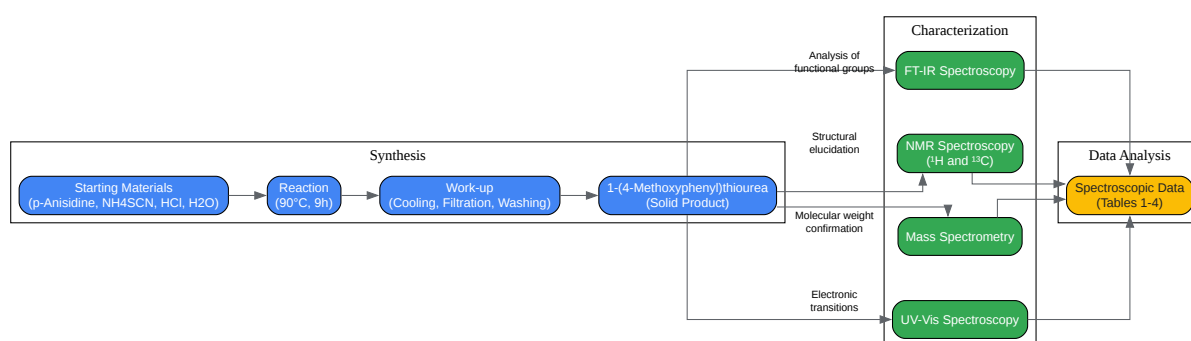 Characterization
Analysis of
functional groups
FT-IR Spectroscopy
Synthesis
Structural
elucidation
NMR Spectroscopy
(¹H and ¹³C)
Data Analysis
Starting Materials
(p-Anisidine, NH4SCN, HCl, H2O)
Reaction
(90°C, 9h)
Work-up
(Cooling, Filtration, Washing)
1-(4-Methoxyphenyl)thiourea
(Solid Product)
Spectroscopic Data
(Tables 1-4)
Molecular weight
confirmation
Mass Spectrometry
Electronic
transitions
UV-Vis Spectroscopy